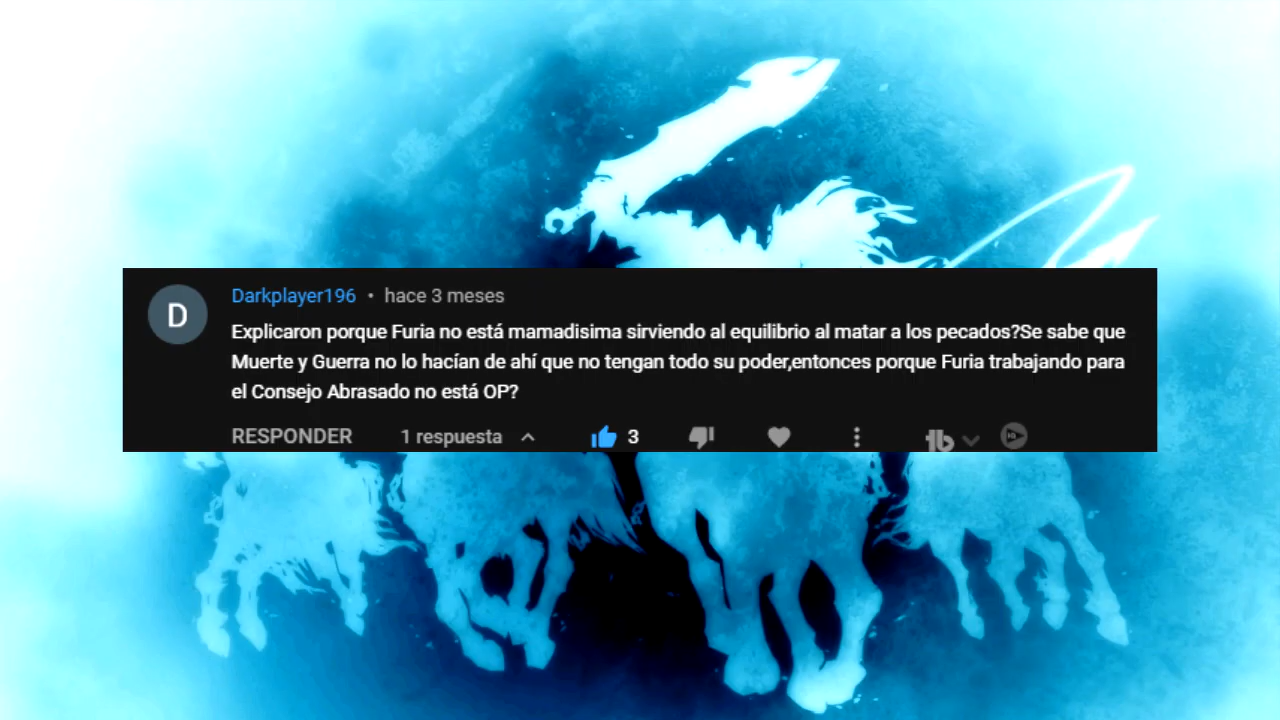 D
Darkplayer196 • hace 3 meses
Explicaron porque Furia no está mamadisima sirviendo al equilibrio al matar a los pecados?Se sabe que
Muerte y Guerra no lo hacían de ahí que no tengan todo su poder,entonces porque Furia trabajando para
el Consejo Abrasado no está OP?
RESPONDER 1 respuesta 3